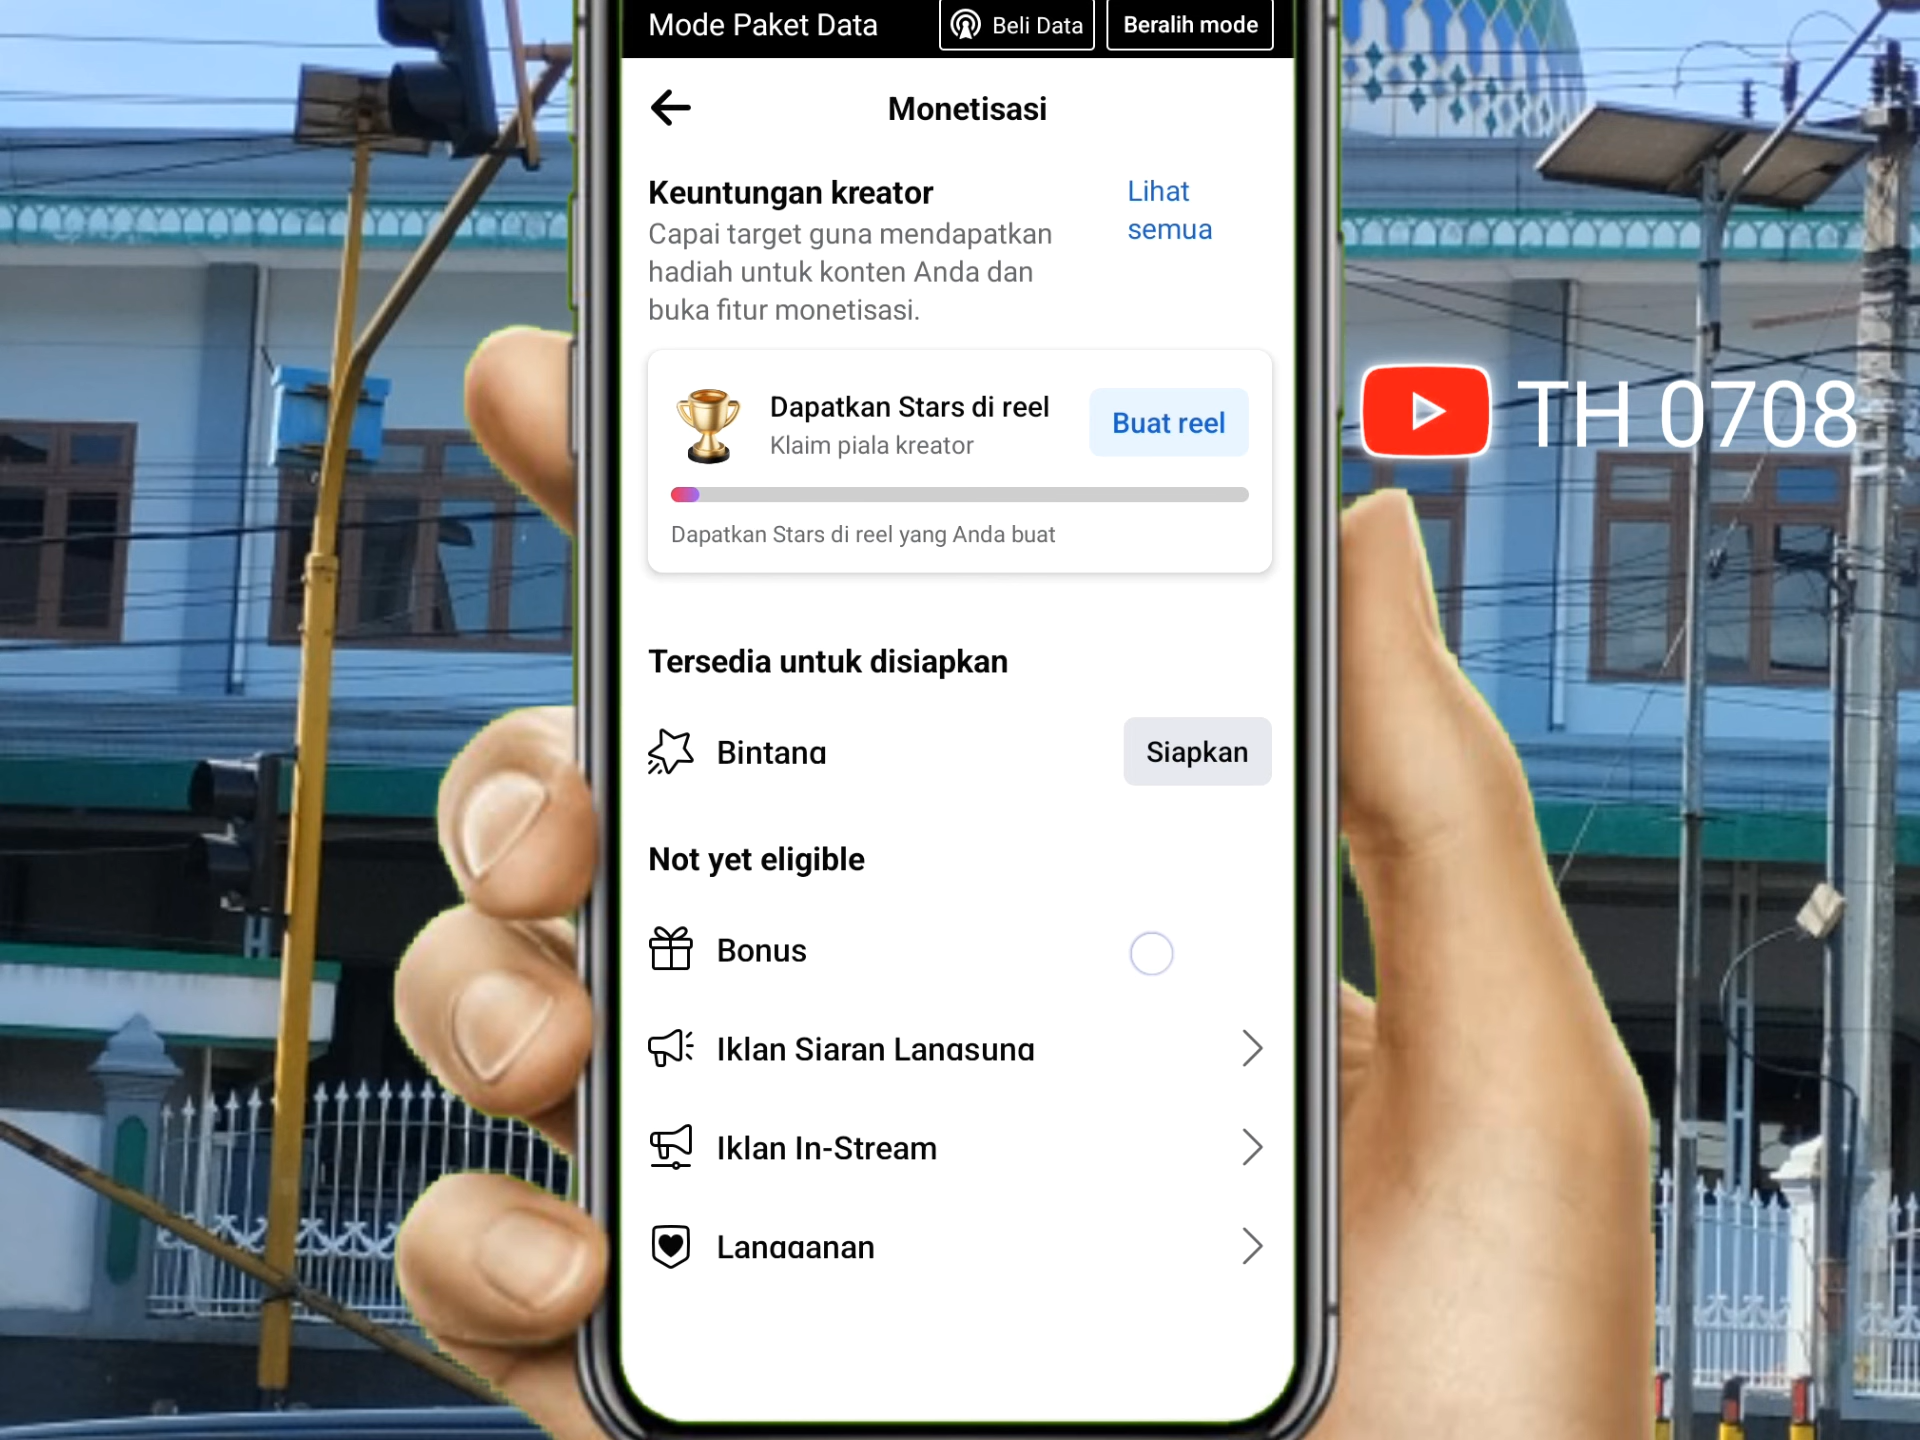 Mode Paket Data
Beli Data
Beralih mode
Monetisasi
Keuntungan kreator
Lihat semua
Capai target guna mendapatkan
hadiah untuk konten Anda dan
buka fitur monetisasi.
Dapatkan Stars di reel
Klaim piala kreator
Buat reel
Dapatkan Stars di reel yang Anda buat
TH 0708
Tersedia untuk disiapkan
Bintang
Siapkan
Not yet eligible
Bonus
Iklan Siaran Langsung
Iklan In-Stream
Langganan